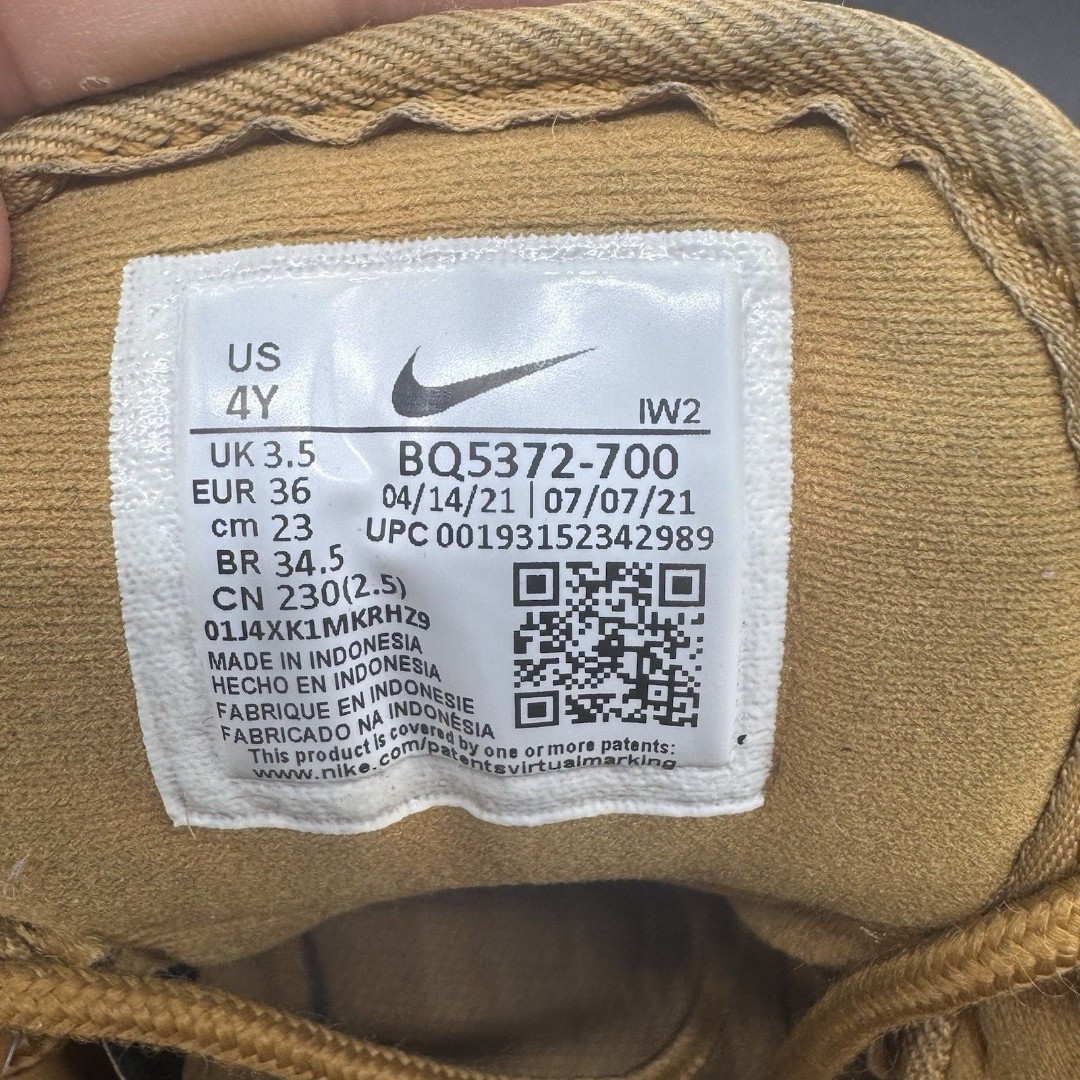 US
4Y
IW2
UK 3.5
EUR 36
cm 23
BR 34.5
CN 230(2.5)
01J4XK1MKRHZ9
BQ5372-700
04/14/21 | 07/07/21
UPC 00193152342989
MADE IN INDONESIA
HECHO EN INDONESIA
FABRIQUE EN INDONESIE
FABRICADO NA INDONÉSIA
This product is covered by one or more patents:
www.nike.com/patentsvirtualmarking